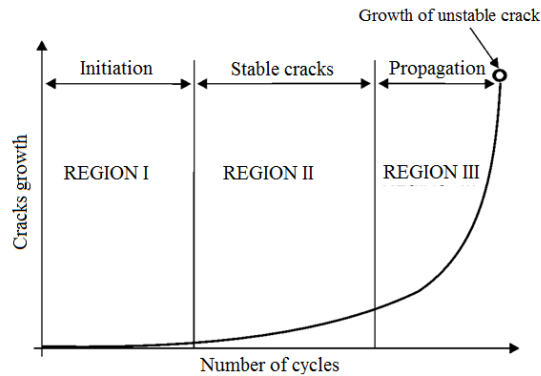 Growth of unstable crack
Initiation
Stable cracks
Propagation
REGION I
REGION II
REGION III
Cracks growth
Number of cycles